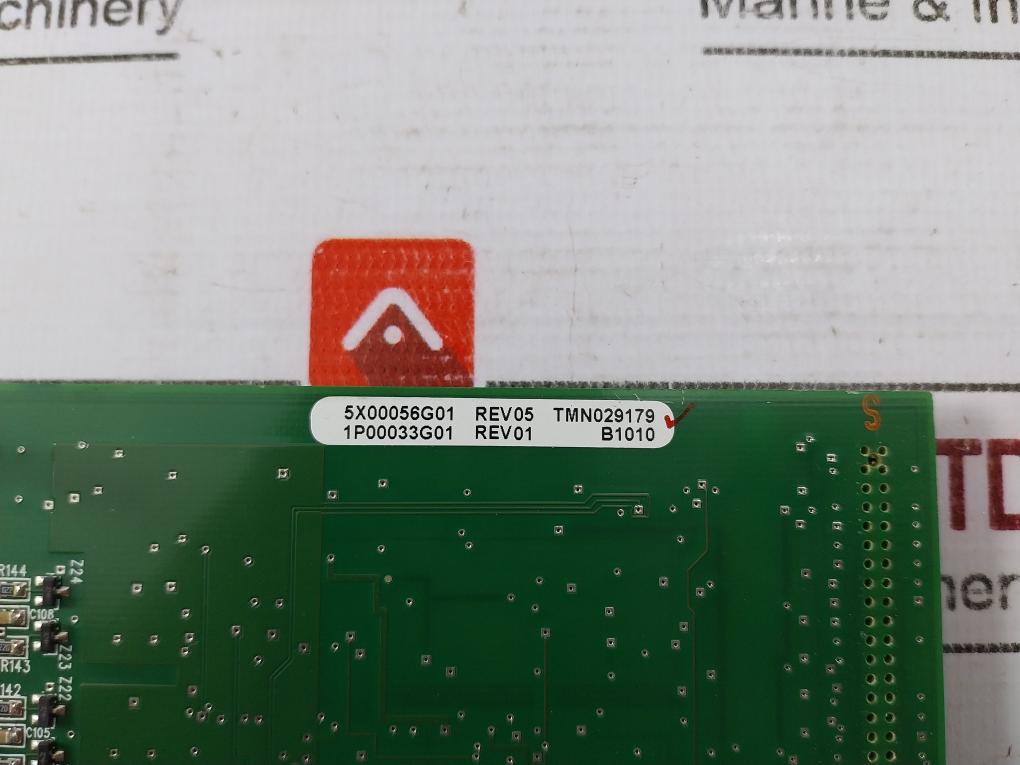 chinery
Marine & In
5X00056G01 REV05 TMN029179
1P00033G01 REV01 B1010
S
TD
R144
Z24
C108
ner
R143
Z23
Z22
R142
C105